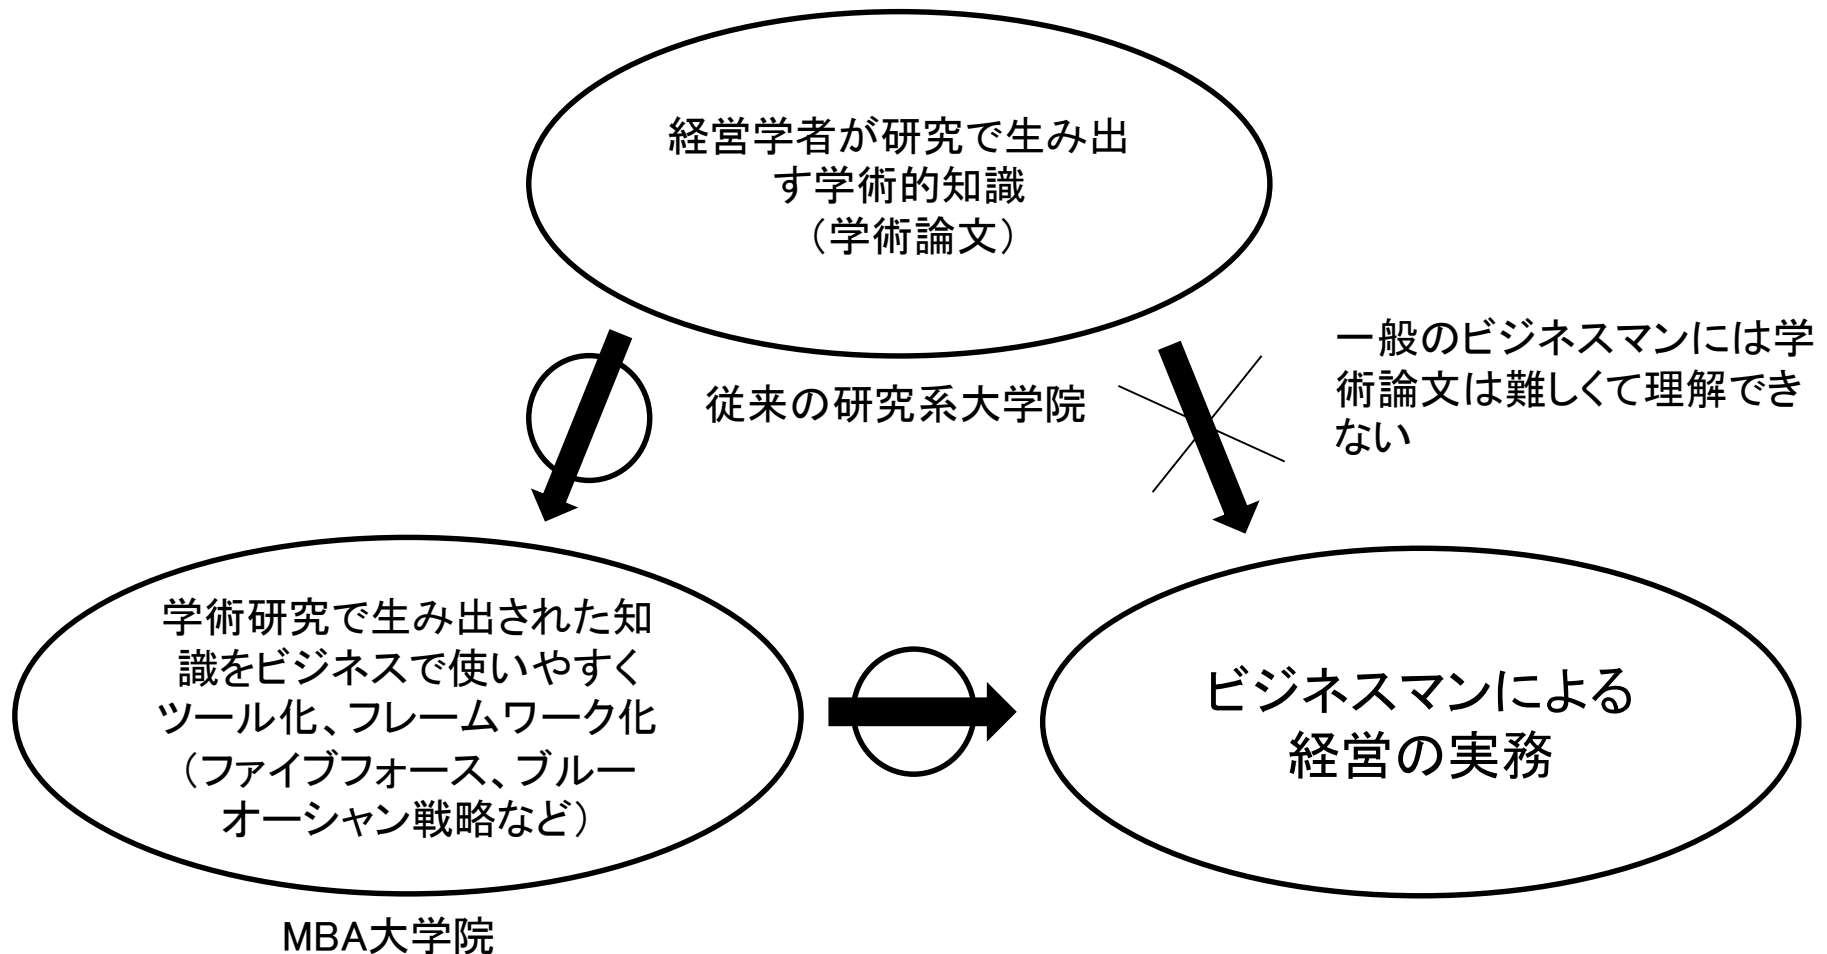 経営学者が研究で生み出
す学術的知識
（学術論文）
従来の研究系大学院
一般のビジネスマンには学
術論文は難しくて理解でき
ない
学術研究で生み出された知
識をビジネスで使いやすく
ツール化、フレームワーク化
（ファイブフォース、ブルー
オーシャン戦略など）
MBA大学院
ビジネスマンによる
経営の実務